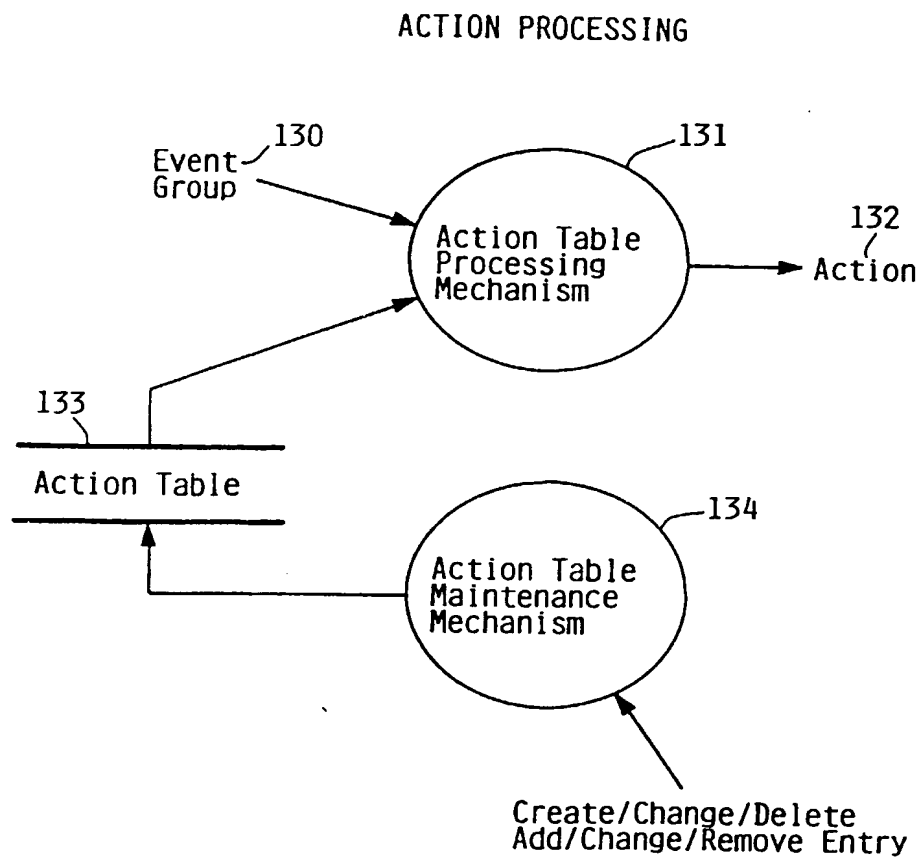 ACTION PROCESSING
130
Event
Group
131
Action Table
Processing
Mechanism
132
Action
133
Action Table
134
Action Table
Maintenance
Mechanism
Create/Change/Delete
Add/Change/Remove Entry